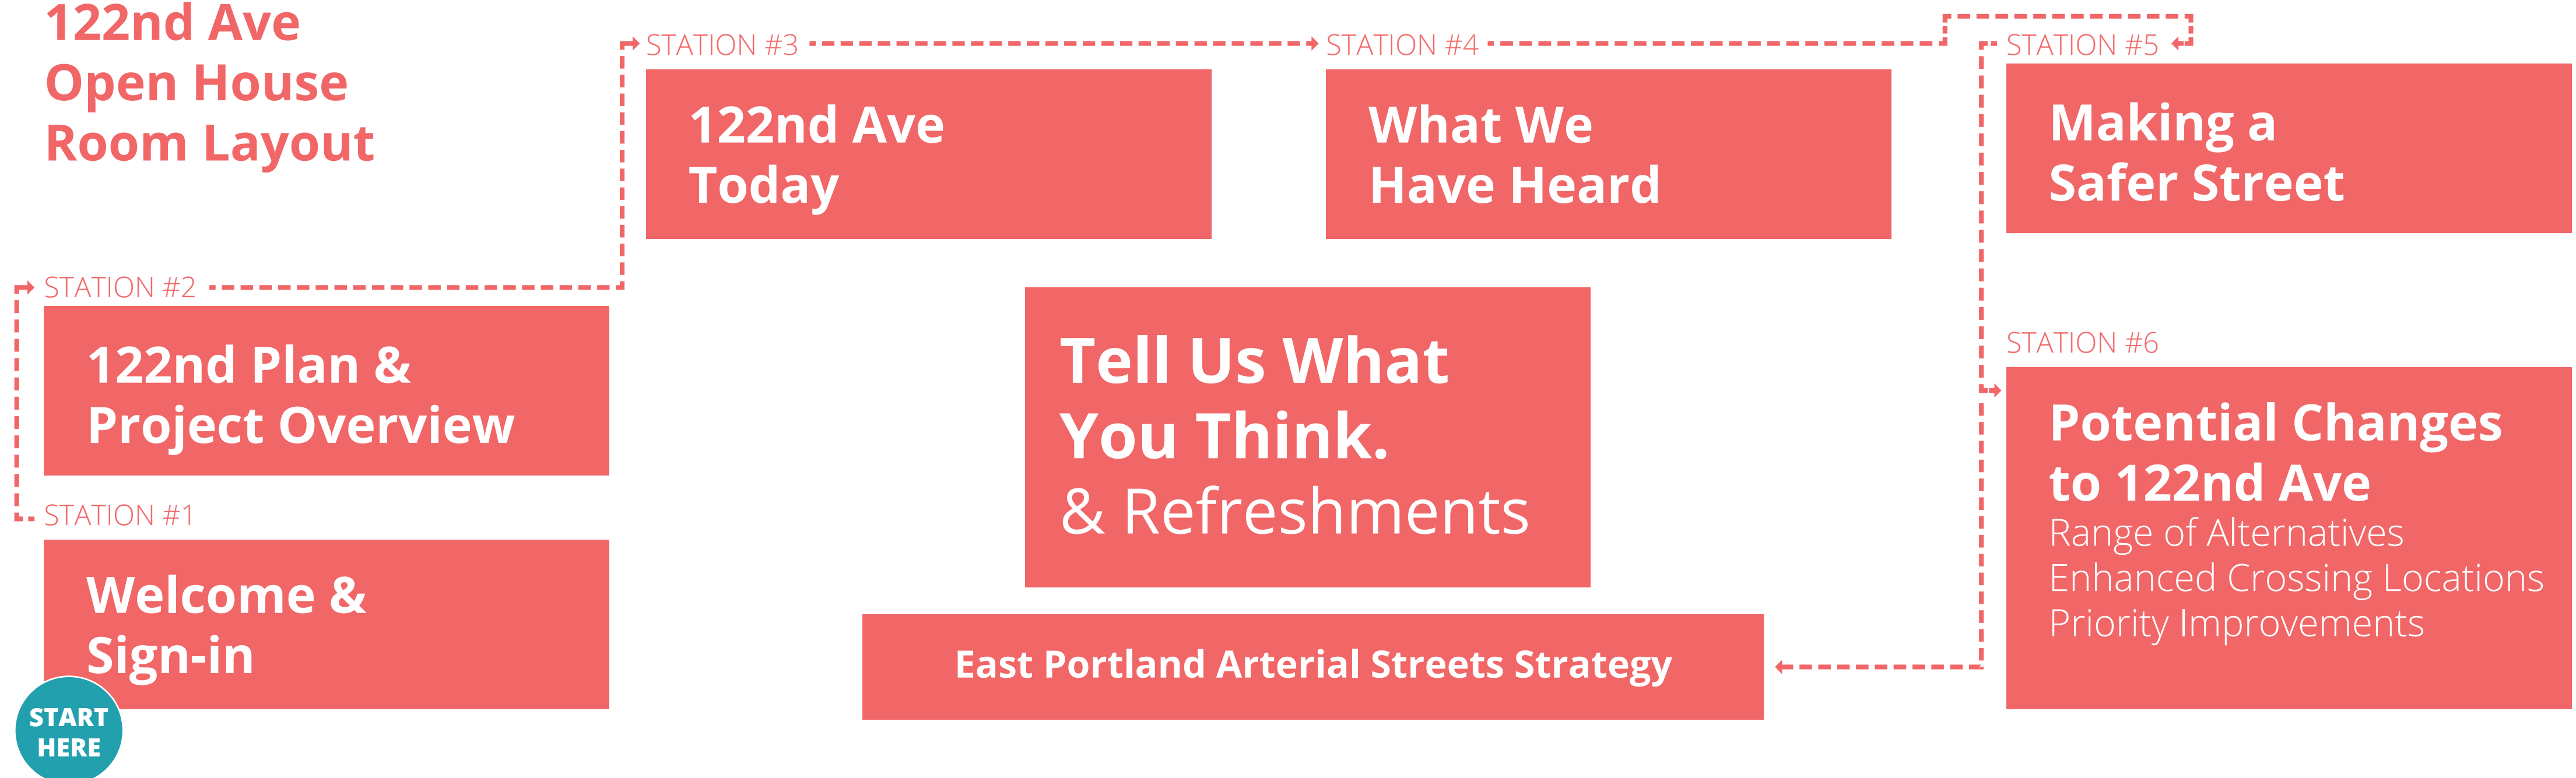 122nd Ave
Open House
Room Layout
STATION #3
122nd Ave
Today
STATION #4
What We
Have Heard
STATION #5
Making a
Safer Street
STATION #2
122nd Plan &
Project Overview
STATION #1
Welcome &
Sign-in
START
HERE
Tell Us What
You Think.
& Refreshments
East Portland Arterial Streets Strategy
STATION #6
Potential Changes
to 122nd Ave
Range of Alternatives
Enhanced Crossing Locations
Priority Improvements